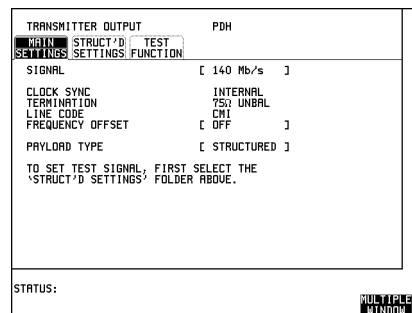 TRANSMITTER OUTPUT PDH
MAIN SETTINGS STRUCT'D SETTINGS TEST FUNCTION
SIGNAL [ 140 Mb/s ]
CLOCK SYNC INTERNAL
TERMINATION 75Ω UNBAL
LINE CODE CMI
FREQUENCY OFFSET [ OFF ]
PAYLOAD TYPE [ STRUCTURED ]
TO SET TEST SIGNAL, FIRST SELECT THE
'STRUCT'D SETTINGS' FOLDER ABOVE.
STATUS:
MULTIPLE
WINDOW